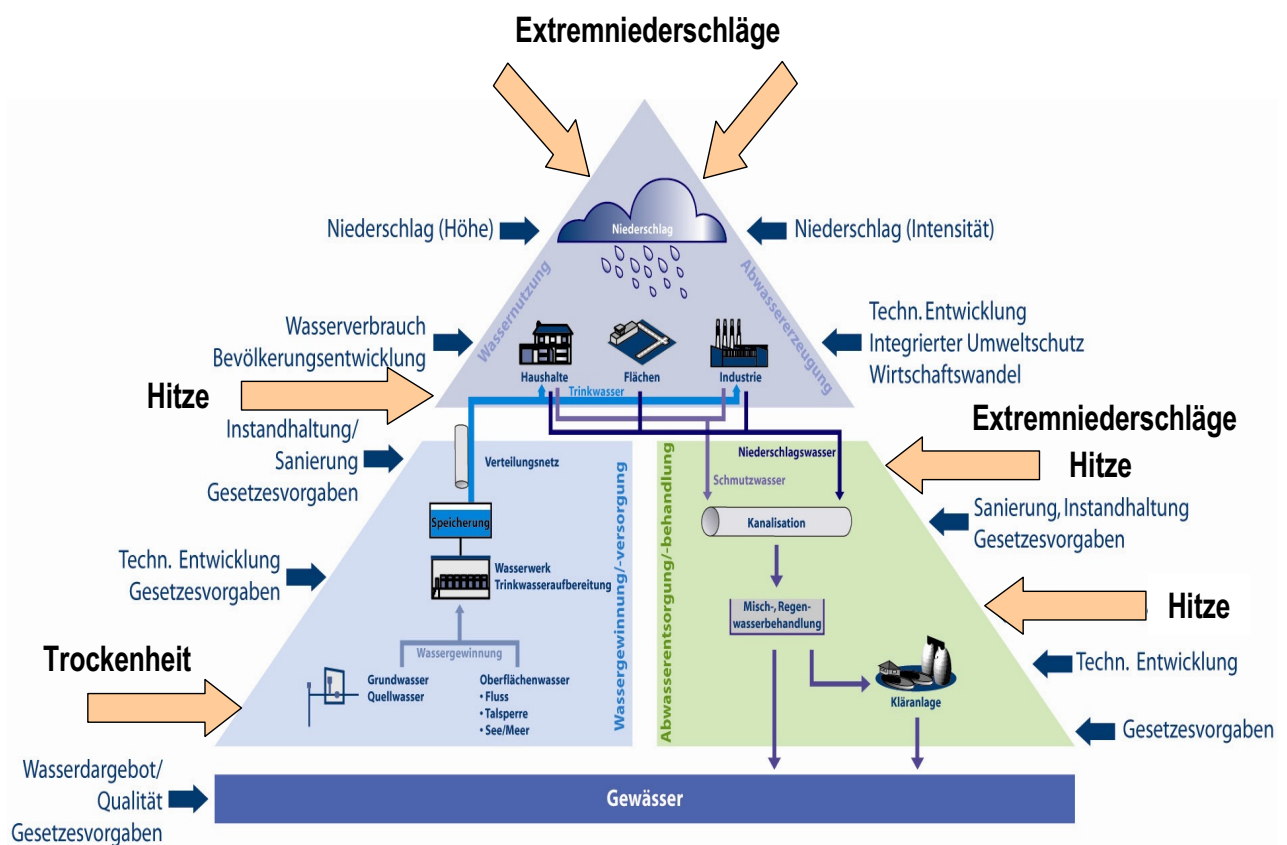 Extremniederschläge
Niederschlag (Höhe)
Niederschlag
Niederschlag (Intensität)
Wassernutzung
Abwassererzeugung
Wasserverbrauch
Bevölkerungsentwicklung
Techn. Entwicklung
Integrierter Umweltschutz
Wirtschaftswandel
Haushalte
Flächen
Industrie
Trinkwasser
Hitze
Extremniederschläge
Hitze
Instandhaltung/
Sanierung
Gesetzesvorgaben
Verteilungsnetz
Niederschlagswasser
Schmutzwasser
Speicherung
Kanalisation
Sanierung, Instandhaltung
Gesetzesvorgaben
Wassergewinnung/-versorgung
Abwasserentsorgung/-behandlung
Techn. Entwicklung
Gesetzesvorgaben
Wasserwerk
Trinkwasseraufbereitung
Misch-, Regen-
wasserbehandlung
Hitze
Trockenheit
Wassergewinnung
Grundwasser
Quellwasser
Oberflächenwasser
• Fluss
• Talsperre
• See/Meer
Kläranlage
Techn. Entwicklung
Gesetzesvorgaben
Wasserdargebot/
Qualität
Gesetzesvorgaben
Gewässer